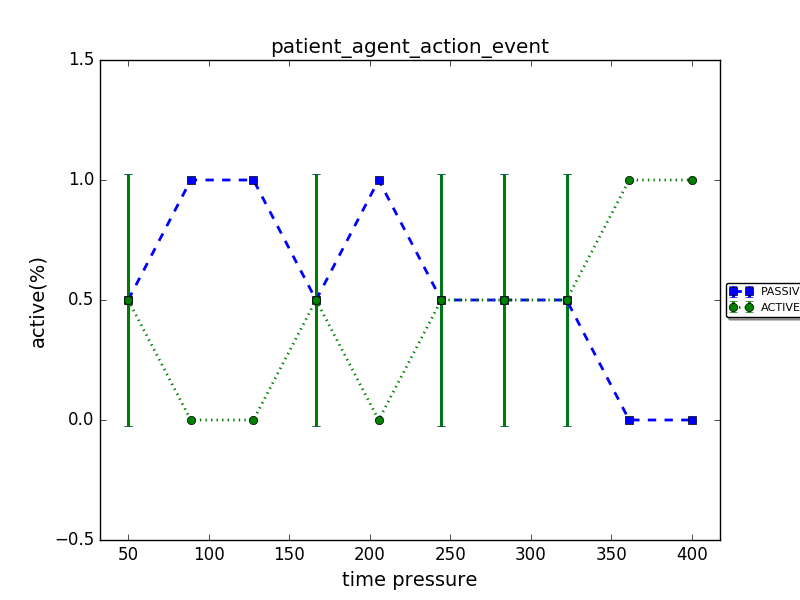 patient_agent_action_event
1.5
1.0
0.5
0.0
−0.5
active(%)
50 100 150 200 250 300 350 400
time pressure
PASSIV
ACTIVE